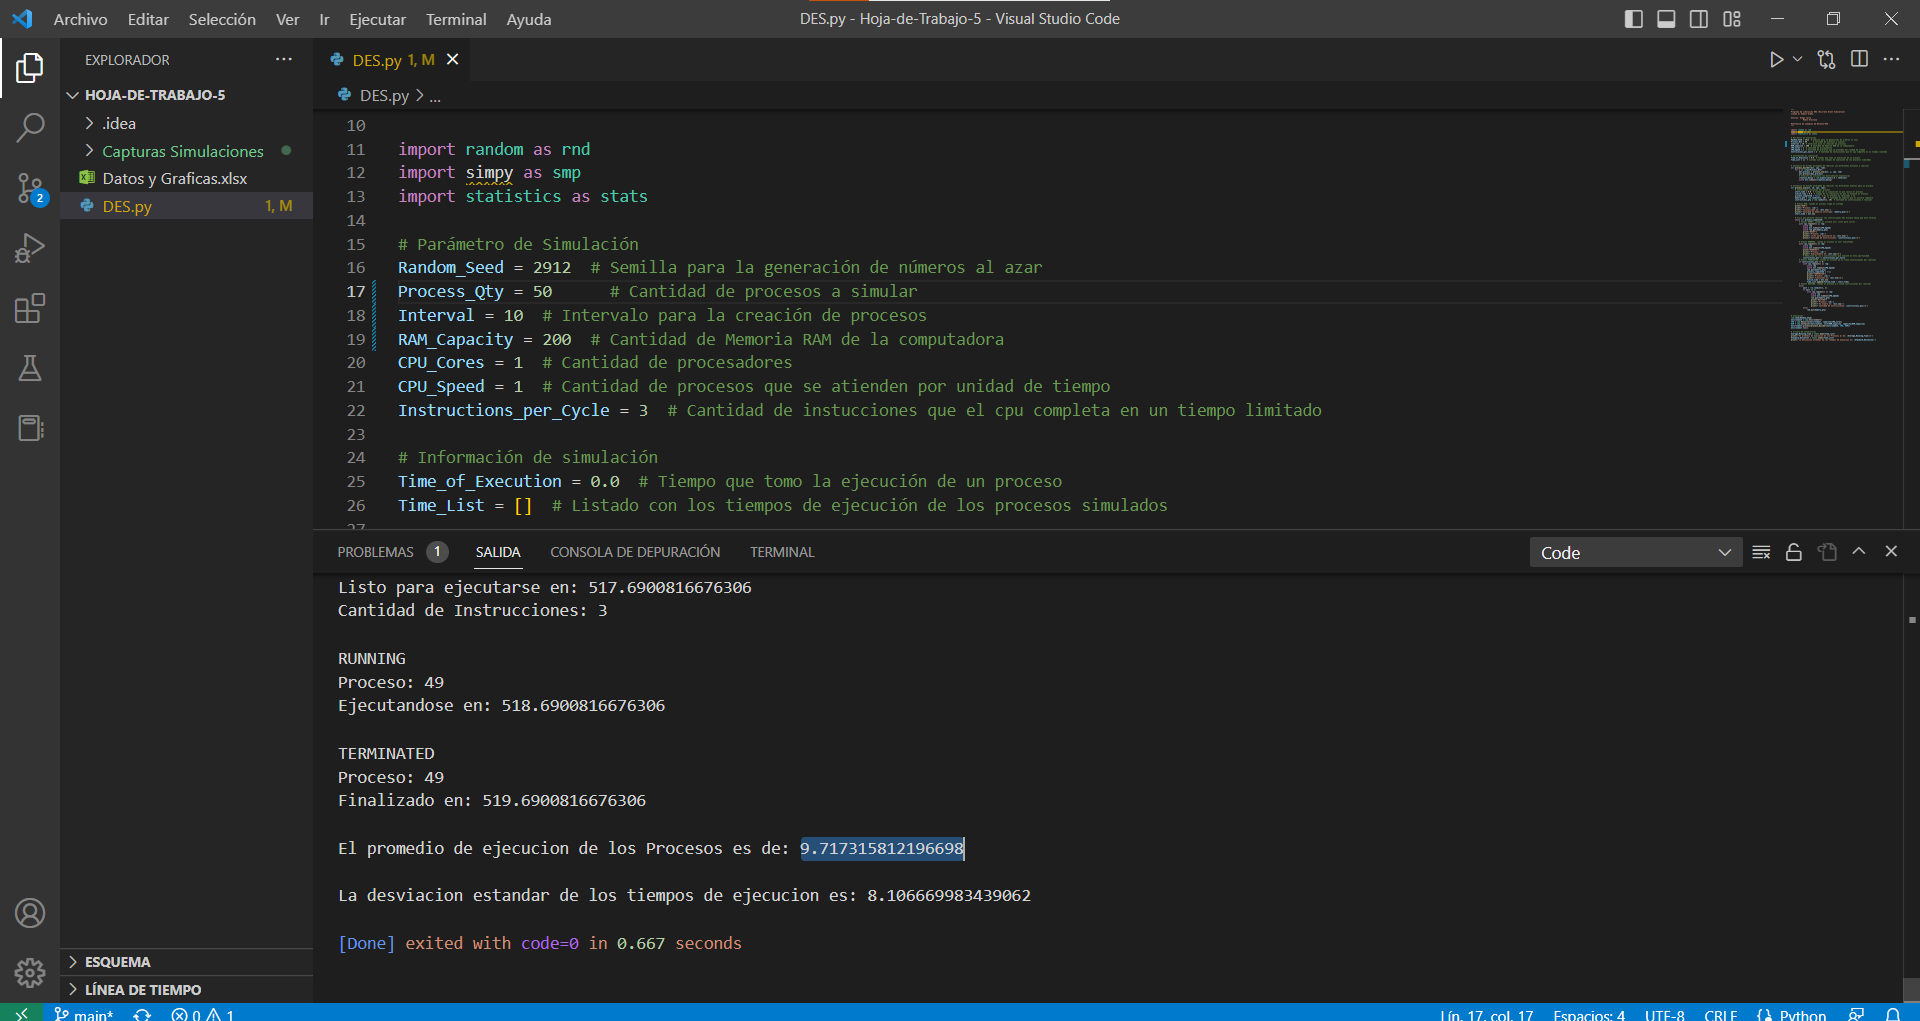 Archivo Editar Selección Ver Ir Ejecutar Terminal Ayuda
DES.py - Hoja-de-Trabajo-5 - Visual Studio Code
EXPLORADOR
HOJA-DE-TRABAJO-5
.idea
Capturas Simulaciones
Datos y Graficas.xlsx
DES.py 1, M
2
ESQUEMA
LÍNEA DE TIEMPO
DES.py 1, M
DES.py > ...
10
11 import random as rnd
12 import simpy as smp
13 import statistics as stats
14
15 # Parámetro de Simulación
16 Random_Seed = 2912 # Semilla para la generación de números al azar
17 Process_Qty = 50 # Cantidad de procesos a simular
18 Interval = 10 # Intervalo para la creación de procesos
19 RAM_Capacity = 200 # Cantidad de Memoria RAM de la computadora
20 CPU_Cores = 1 # Cantidad de procesadores
21 CPU_Speed = 1 # Cantidad de procesos que se atienden por unidad de tiempo
22 Instructions_per_Cycle = 3 # Cantidad de instucciones que el cpu completa en un tiempo limitado
23
24 # Información de simulación
25 Time_of_Execution = 0.0 # Tiempo que tomo la ejecución de un proceso
26 Time_List = [] # Listado con los tiempos de ejecución de los procesos simulados
27
PROBLEMAS 1 SALIDA CONSOLA DE DEPURACIÓN TERMINAL
Code
Listo para ejecutarse en: 517.6900816676306
Cantidad de Instrucciones: 3
RUNNING
Proceso: 49
Ejecutandose en: 518.6900816676306
TERMINATED
Proceso: 49
Finalizado en: 519.6900816676306
El promedio de ejecucion de los Procesos es de: 9.717315812196698
La desviacion estandar de los tiempos de ejecucion es: 8.106669983439062
[Done] exited with code=0 in 0.667 seconds
main* 0 1
Lín. 17, col. 17 Espacios: 4 UTF-8 CRLF Python